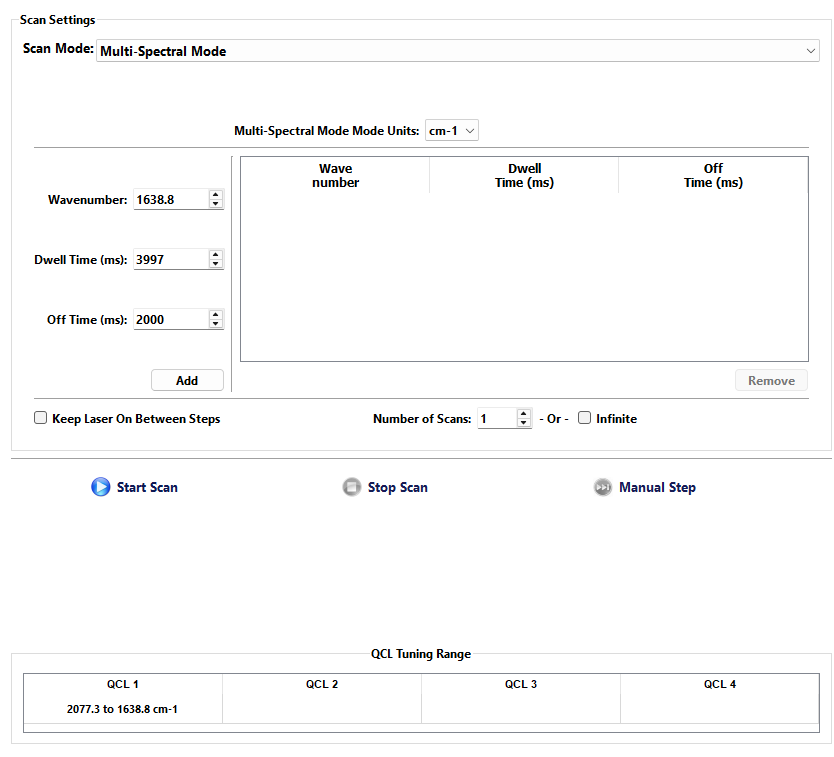 Scan Settings
Scan Mode: Multi-Spectral Mode
Multi-Spectral Mode Mode Units: cm-1
Wave number Dwell Time (ms) Off Time (ms)
Wavenumber: 1638.8
Dwell Time (ms): 3997
Off Time (ms): 2000
Add Remove
Keep Laser On Between Steps Number of Scans: 1 - Or - Infinite
Start Scan Stop Scan Manual Step
QCL Tuning Range
QCL 1 QCL 2 QCL 3 QCL 4
2077.3 to 1638.8 cm-1